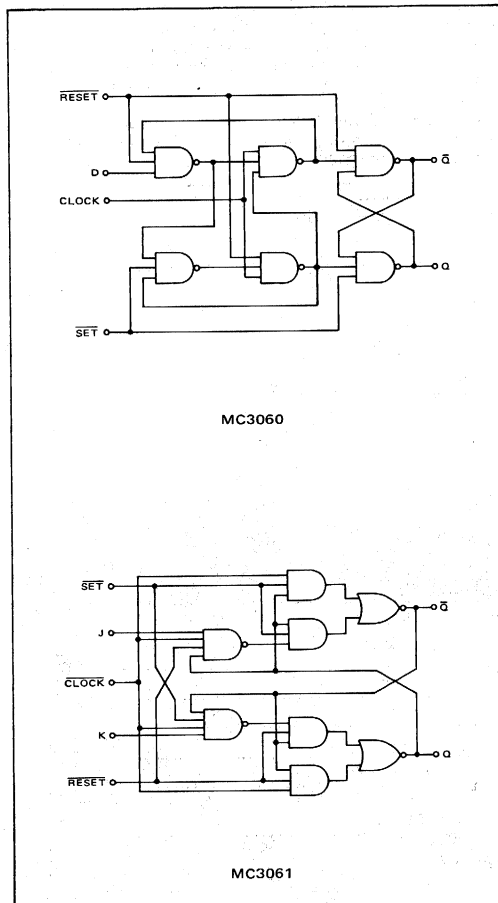 RESET
Q̄
D
CLOCK
Q
SET
MC3060
SET
Q̄
J
CLOCK
K
Q
RESET
MC3061